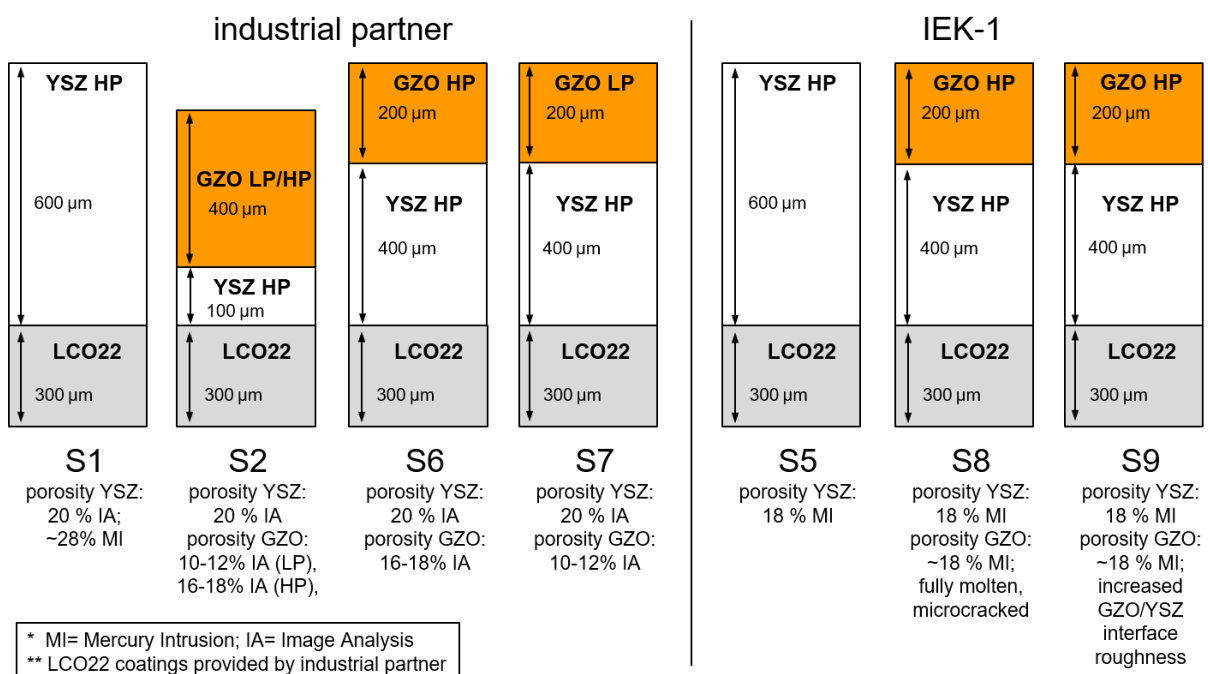 industrial partner
IEK-1
YSZ HP
600 µm
LCO22
300 µm
S1
porosity YSZ:
20 % IA;
~28% MI
GZO LP/HP
400 µm
YSZ HP
100 µm
LCO22
300 µm
S2
porosity YSZ:
20 % IA
porosity GZO:
10-12% IA (LP),
16-18% IA (HP),
GZO HP
200 µm
YSZ HP
400 µm
LCO22
300 µm
S6
porosity YSZ:
20 % IA
porosity GZO:
16-18% IA
GZO LP
200 µm
YSZ HP
400 µm
LCO22
300 µm
S7
porosity YSZ:
20 % IA
porosity GZO:
10-12% IA
YSZ HP
600 µm
LCO22
300 µm
S5
porosity YSZ:
18 % MI
GZO HP
200 µm
YSZ HP
400 µm
LCO22
300 µm
S8
porosity YSZ:
18 % MI
porosity GZO:
~18 % MI;
fully molten,
microcracked
GZO HP
200 µm
YSZ HP
400 µm
LCO22
300 µm
S9
porosity YSZ:
18 % MI
porosity GZO:
~18 % MI;
increased
GZO/YSZ
interface
roughness
* MI= Mercury Intrusion; IA= Image Analysis
** LCO22 coatings provided by industrial partner